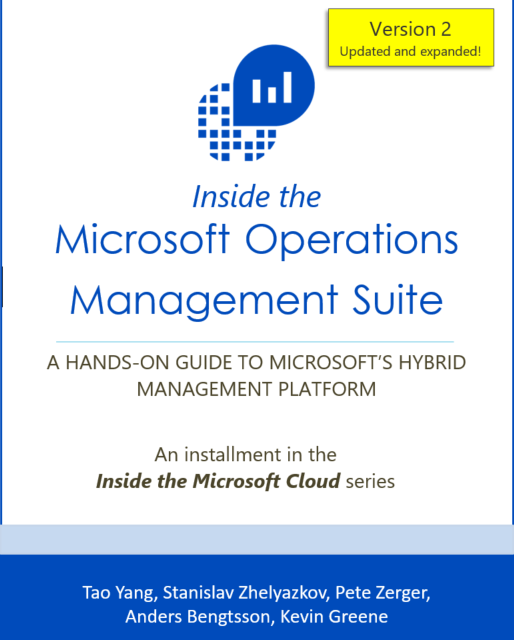 Version 2
Updated and expanded!
Inside the
Microsoft Operations
Management Suite
A HANDS-ON GUIDE TO MICROSOFT’S HYBRID
MANAGEMENT PLATFORM
An installment in the
Inside the Microsoft Cloud series
Tao Yang, Stanislav Zhelyazkov, Pete Zerger,
Anders Bengtsson, Kevin Greene